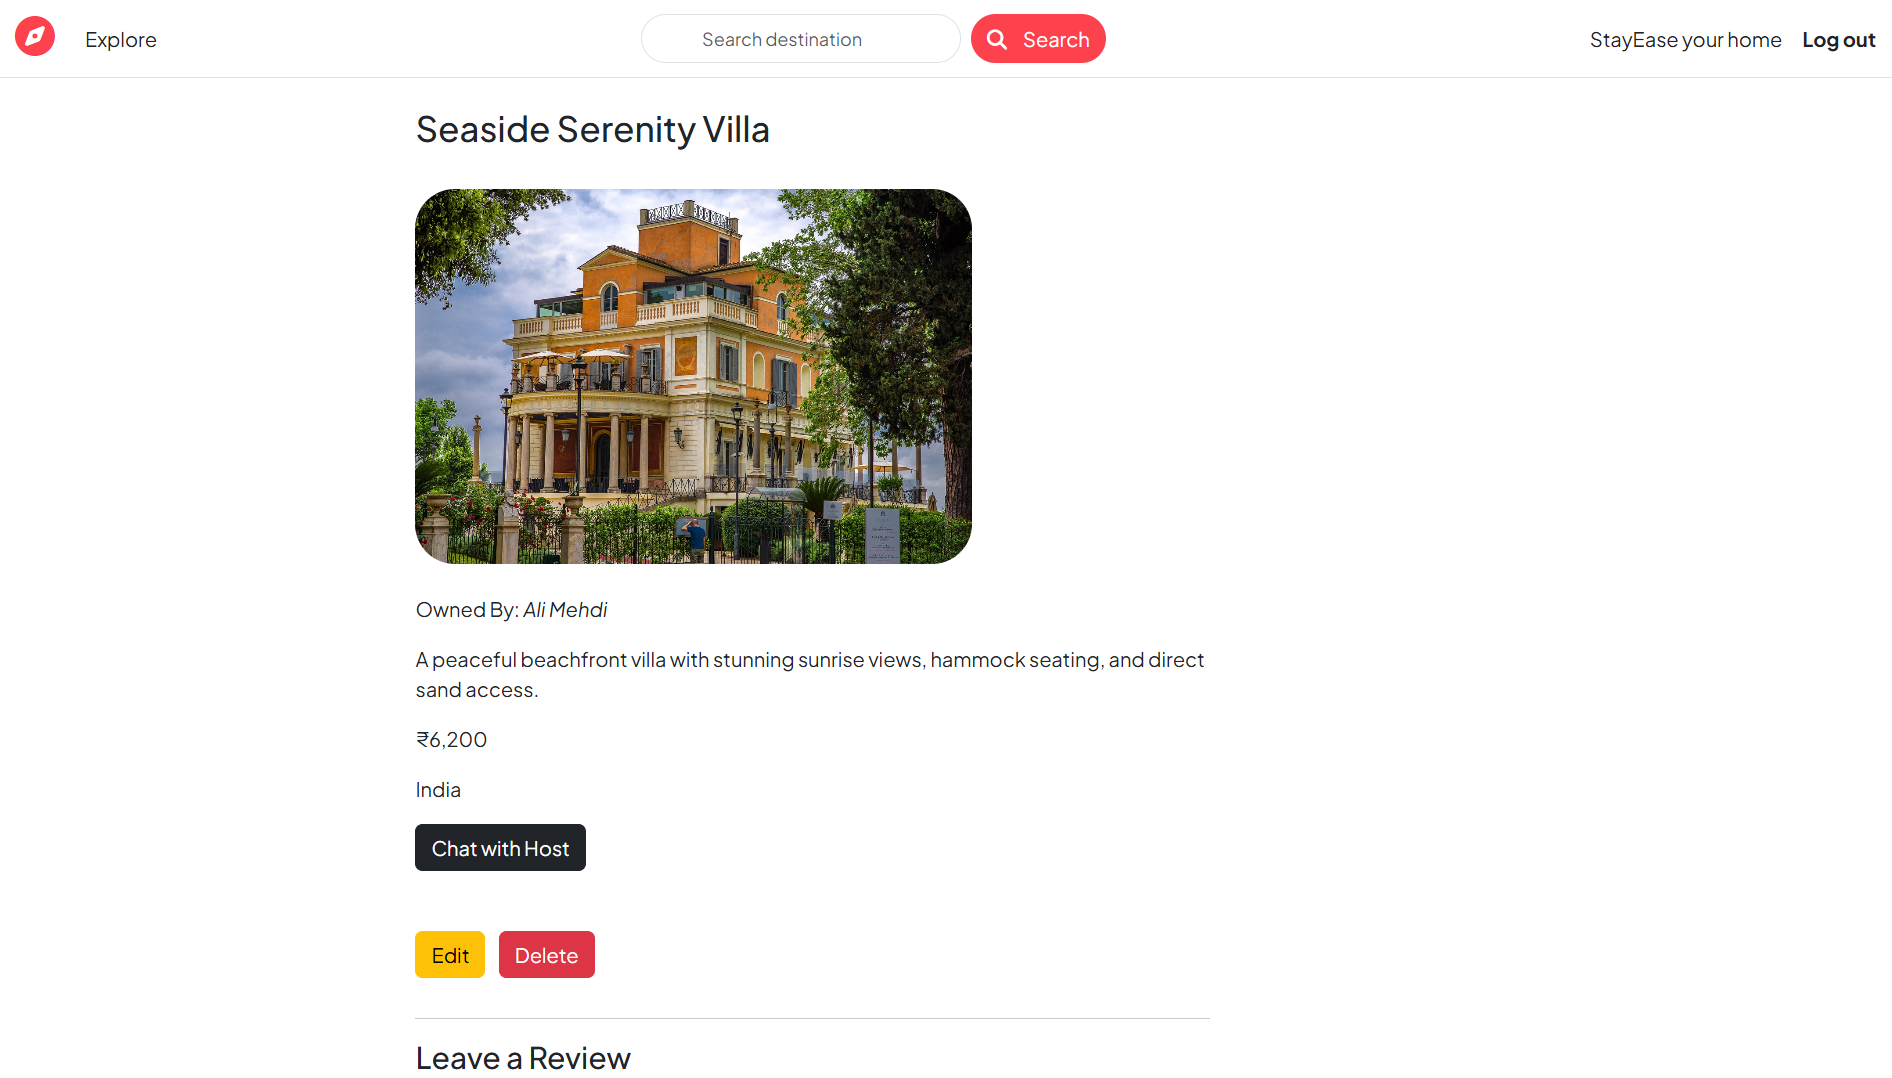 Explore
Search destination
Search
StayEase your home
Log out
Seaside Serenity Villa
Owned By: Ali Mehdi
A peaceful beachfront villa with stunning sunrise views, hammock seating, and direct
sand access.
₹6,200
India
Chat with Host
Edit
Delete
Leave a Review